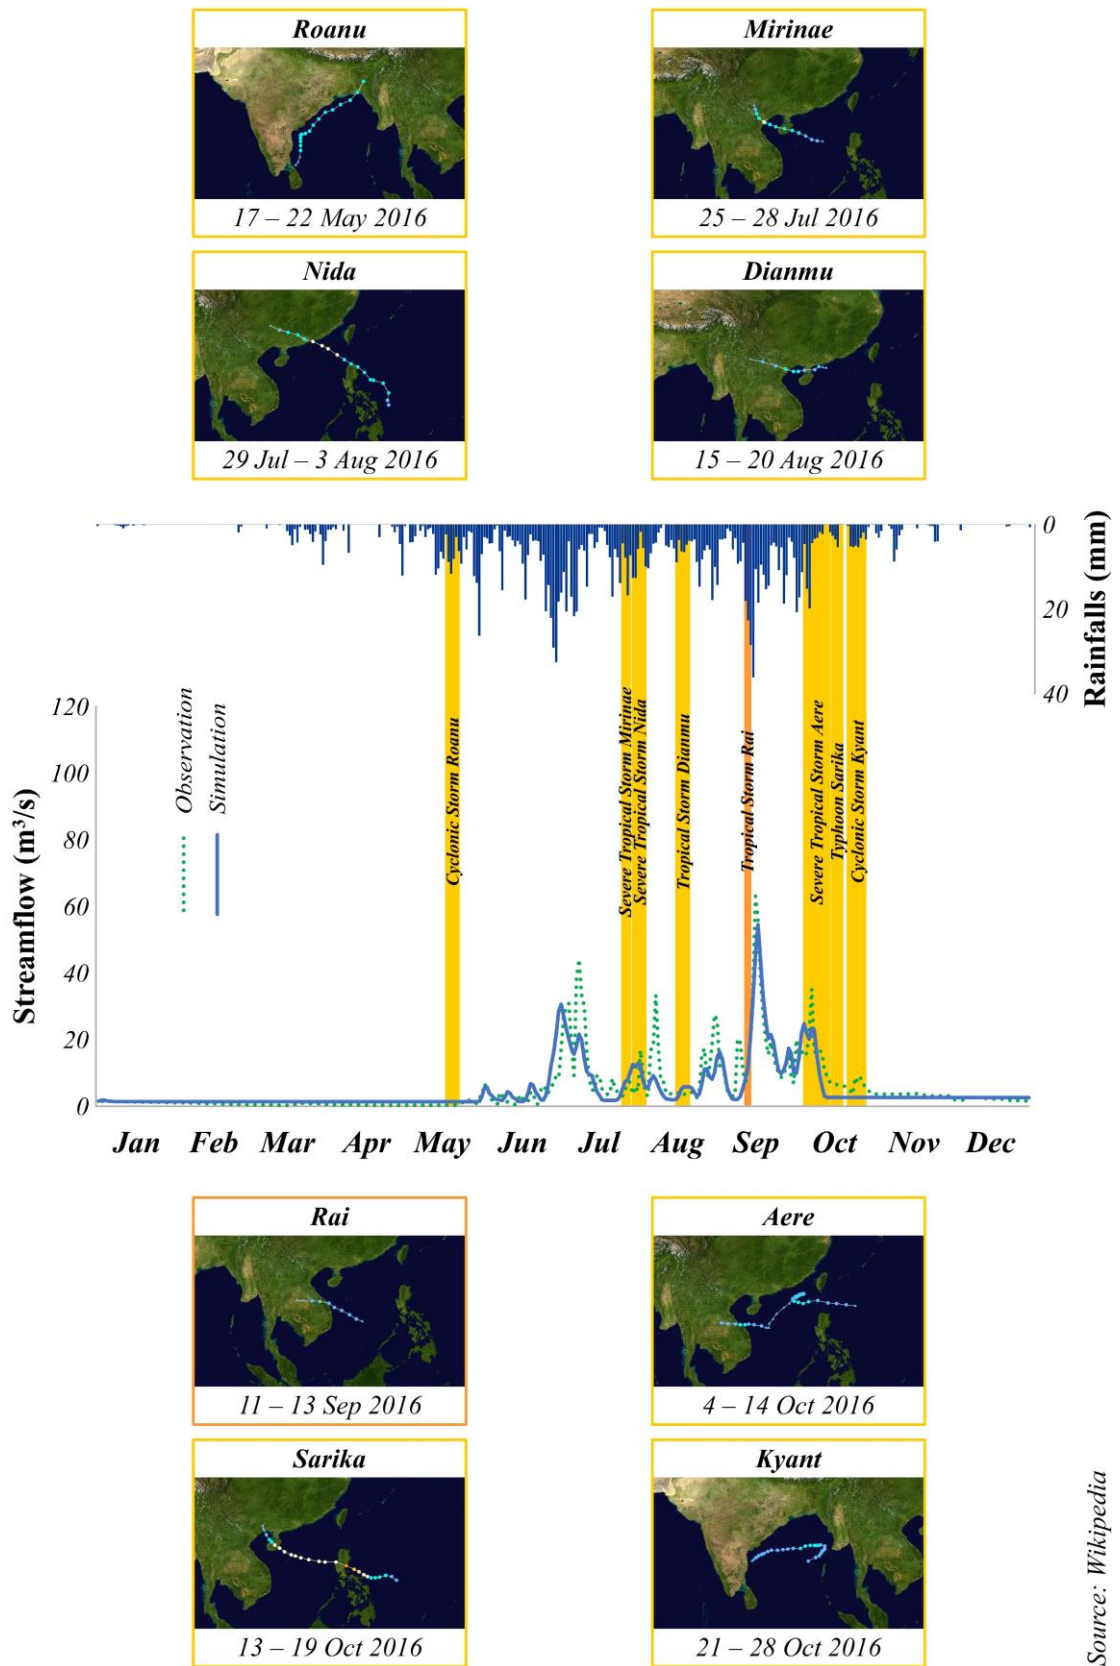 Roanu
17 – 22 May 2016
Mirinae
25 – 28 Jul 2016
Nida
29 Jul – 3 Aug 2016
Dianmu
15 – 20 Aug 2016
0
20
40
Rainfalls (mm)
120
100
80
60
40
20
0
Streamflow (m³/s)
Observation
Simulation
Cyclonic Storm Roanu
Severe Tropical Storm Mirinae
Severe Tropical Storm Nida
Tropical Storm Dianmu
Tropical Storm Rai
Severe Tropical Storm Aere
Typhoon Sarika
Cyclonic Storm Kyant
Jan Feb Mar Apr May Jun Jul Aug Sep Oct Nov Dec
Rai
11 – 13 Sep 2016
Aere
4 – 14 Oct 2016
Sarika
13 – 19 Oct 2016
Kyant
21 – 28 Oct 2016
Source: Wikipedia